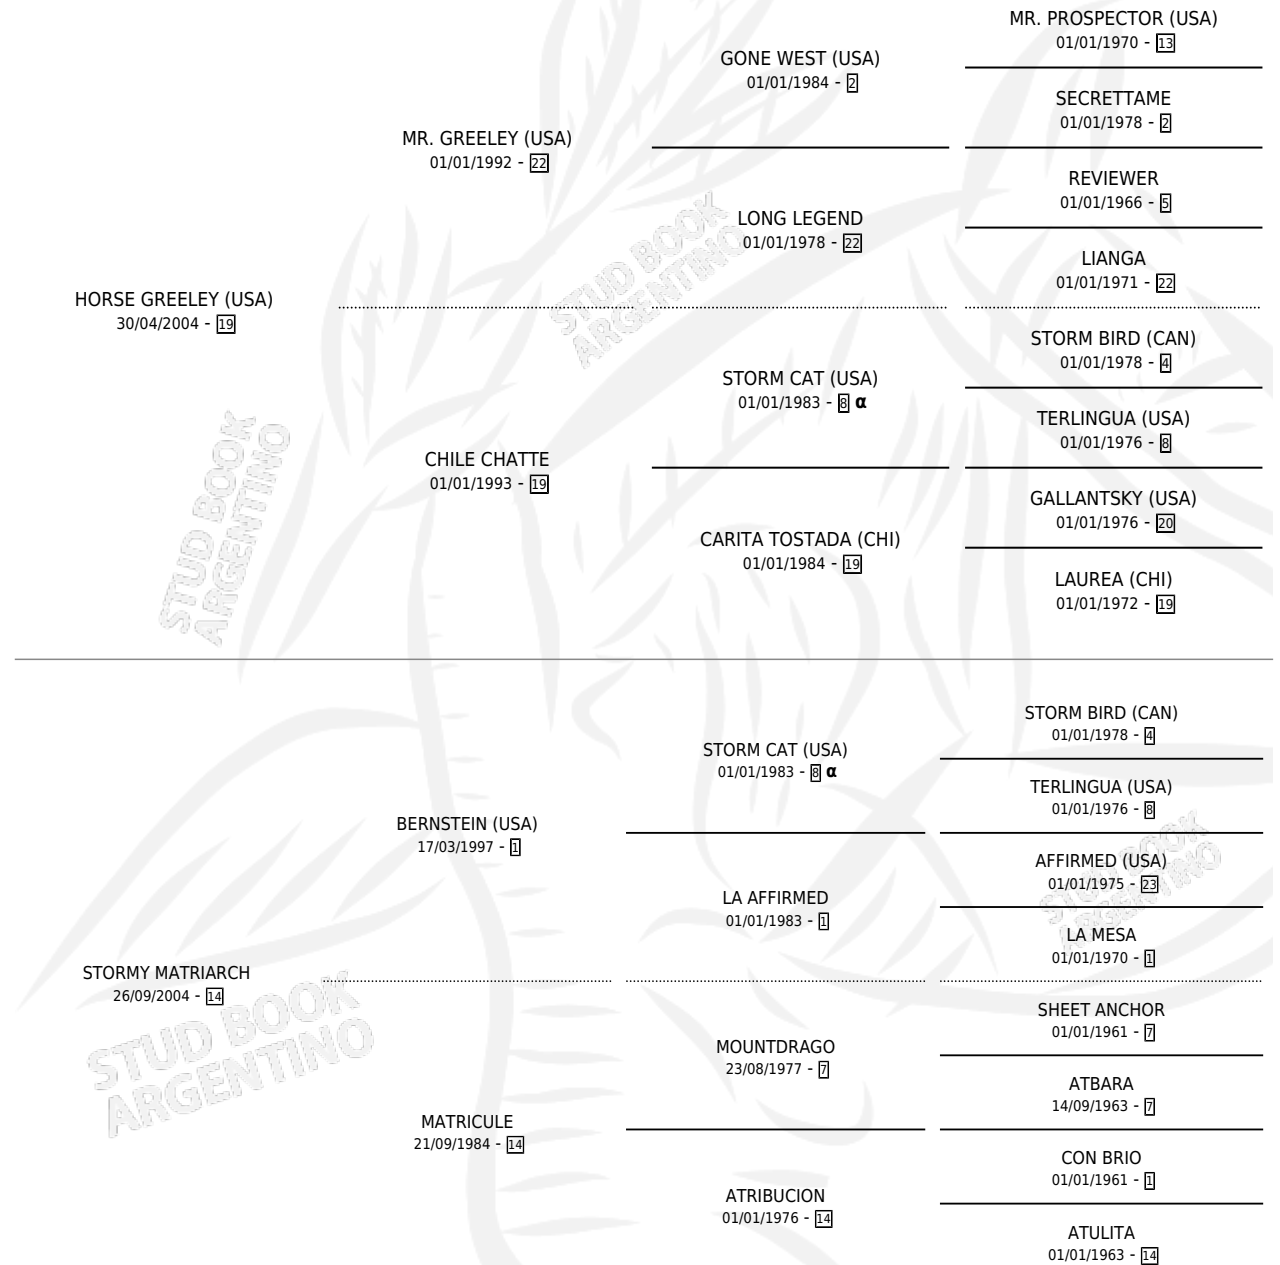 MR. PROSPECTOR (USA)
01/01/1970 - 13
GONE WEST (USA)
01/01/1984 - 2
SECRETTAME
01/01/1978 - 2
MR. GREELEY (USA)
01/01/1992 - 22
REVIEWER
01/01/1966 - 5
LONG LEGEND
01/01/1978 - 22
LIANGA
01/01/1971 - 22
HORSE GREELEY (USA)
30/04/2004 - 19
STORM BIRD (CAN)
01/01/1978 - 4
STORM CAT (USA)
01/01/1983 - 8 α
TERLINGUA (USA)
01/01/1976 - 8
CHILE CHATTE
01/01/1993 - 19
GALLANTSKY (USA)
01/01/1976 - 20
CARITA TOSTADA (CHI)
01/01/1984 - 19
LAUREA (CHI)
01/01/1972 - 19
STUD BOOK
ARGENTINO
STUD BOOK
ARGENTINO
STORM BIRD (CAN)
01/01/1978 - 4
STORM CAT (USA)
01/01/1983 - 8 α
TERLINGUA (USA)
01/01/1976 - 8
BERNSTEIN (USA)
17/03/1997 - 1
AFFIRMED (USA)
01/01/1975 - 23
LA AFFIRMED
01/01/1983 - 1
LA MESA
01/01/1970 - 1
STORMY MATRIARCH
26/09/2004 - 14
SHEET ANCHOR
01/01/1961 - 7
MOUNTDRAGO
23/08/1977 - 7
ATBARA
14/09/1963 - 7
MATRICULE
21/09/1984 - 14
CON BRIO
01/01/1961 - 1
ATRIBUCION
01/01/1976 - 14
ATULITA
01/01/1963 - 14
STUD BOOK
ARGENTINO
STUD BOOK
ARGENTINO